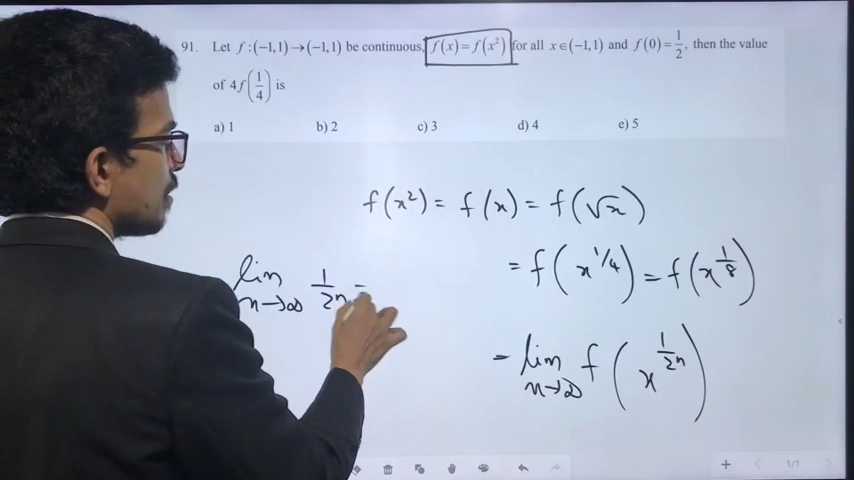 91. Let f:(−1,1)→(−1,1) be continuous, f(x)=f(x²) for all x∈(−1,1) and f(0)=1/2, then the value
of 4f(1/4) is
a) 1 b) 2 c) 3 d) 4 e) 5
f(x²) = f(x) = f(√x)
= f(x^1/4) = f(x^1/8)
lim n→∞ 1/2n =
= lim n→∞ f(x^1/2n)
1/1